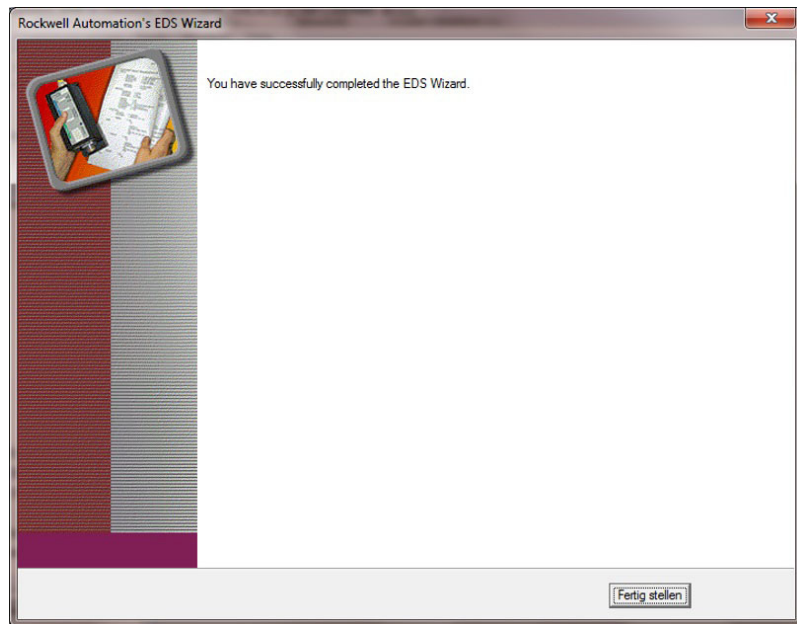 Rockwell Automation's EDS Wizard
You have successfully completed the EDS Wizard.
Fertig stellen